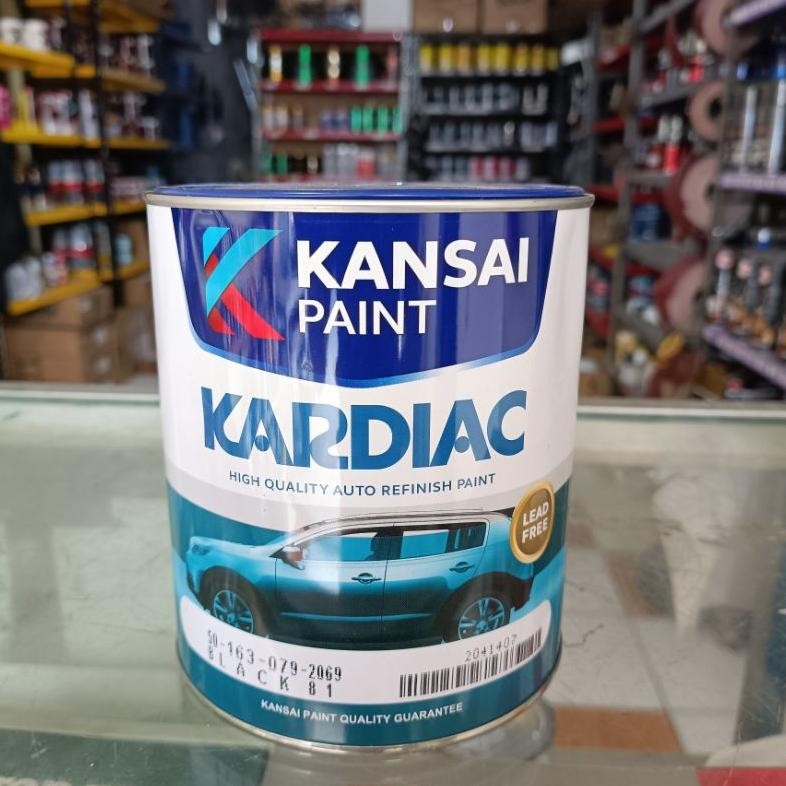 KANSAI
PAINT
KARDIAC
HIGH QUALITY AUTO REFINISH PAINT
LEAD
FREE
SO-163-079-2069
BLACK 81
2041407
KANSAI PAINT QUALITY GUARANTEE